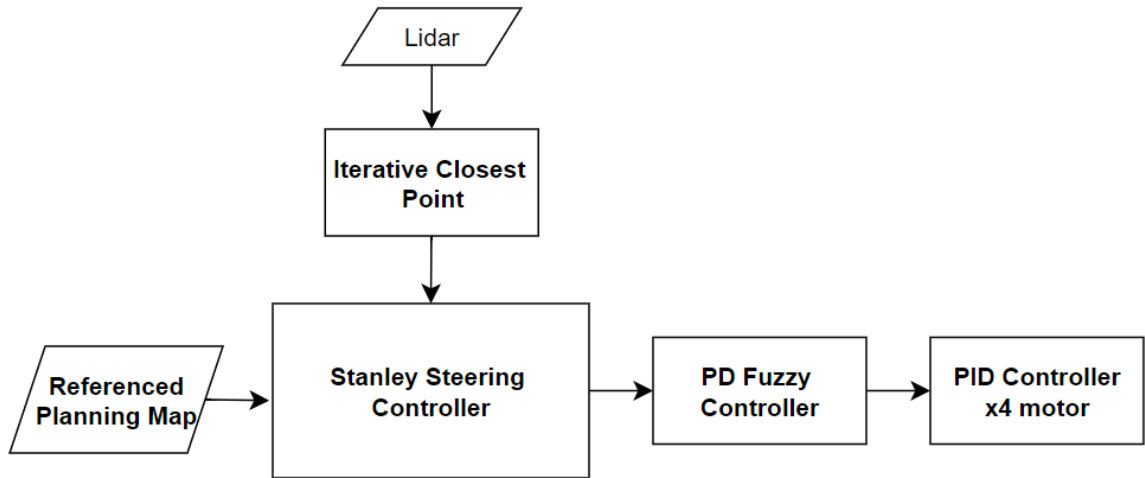 Lidar
Iterative Closest
Point
Referenced
Planning Map
Stanley Steering
Controller
PD Fuzzy
Controller
PID Controller
x4 motor